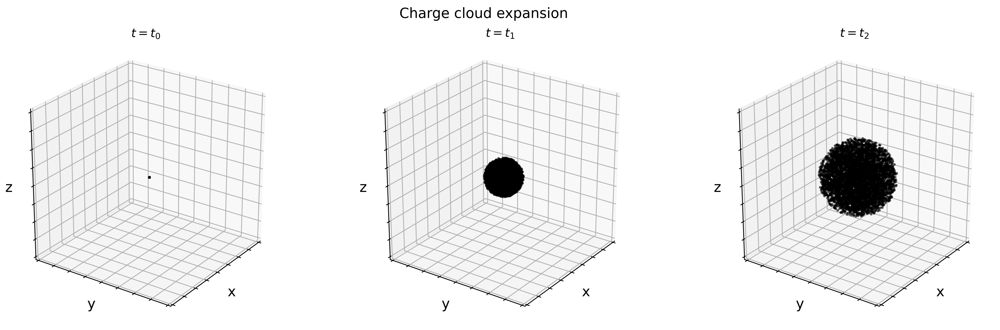 Charge cloud expansion
t = t₀
t = t₁
t = t₂
z
y
x
z
y
x
z
y
x